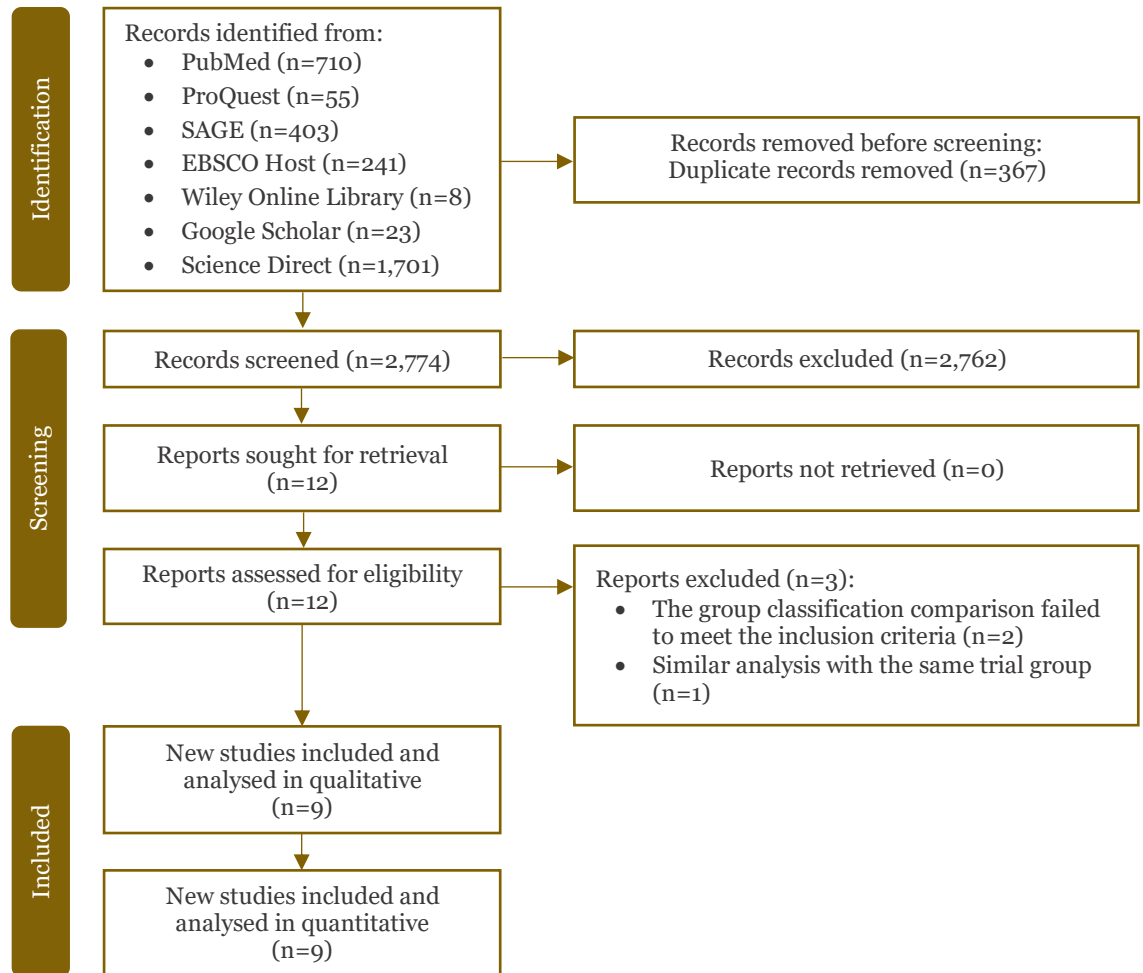 Identification
Records identified from:
• PubMed (n=710)
• ProQuest (n=55)
• SAGE (n=403)
• EBSCO Host (n=241)
• Wiley Online Library (n=8)
• Google Scholar (n=23)
• Science Direct (n=1,701)
Records removed before screening:
Duplicate records removed (n=367)
Screening
Records screened (n=2,774)
Records excluded (n=2,762)
Reports sought for retrieval
(n=12)
Reports not retrieved (n=0)
Reports assessed for eligibility
(n=12)
Reports excluded (n=3):
• The group classification comparison failed
to meet the inclusion criteria (n=2)
• Similar analysis with the same trial group
(n=1)
Included
New studies included and
analysed in qualitative
(n=9)
New studies included and
analysed in quantitative
(n=9)